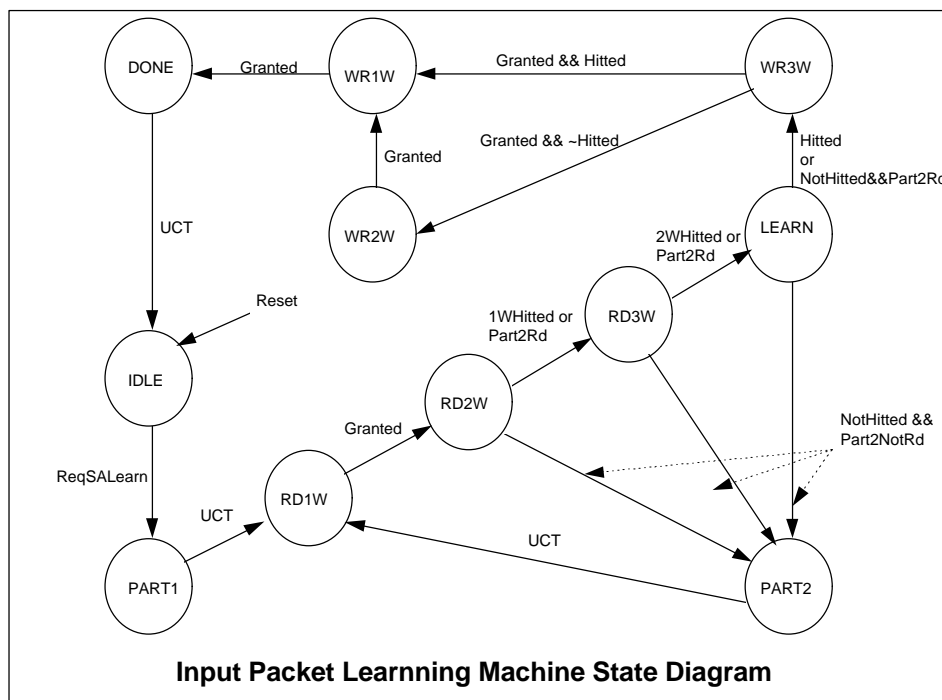 DONE
Granted
WR1W
Granted && Hitted
WR3W
Granted && ~Hitted
Hitted
or
NotHitted&&Part2Rd
Granted
UCT
WR2W
LEARN
2WHitted or
Part2Rd
Reset
RD3W
1WHitted or
Part2Rd
IDLE
RD2W
NotHitted &&
Part2NotRd
Granted
ReqSALearn
RD1W
UCT
UCT
PART1
PART2
Input Packet Learnning Machine State Diagram